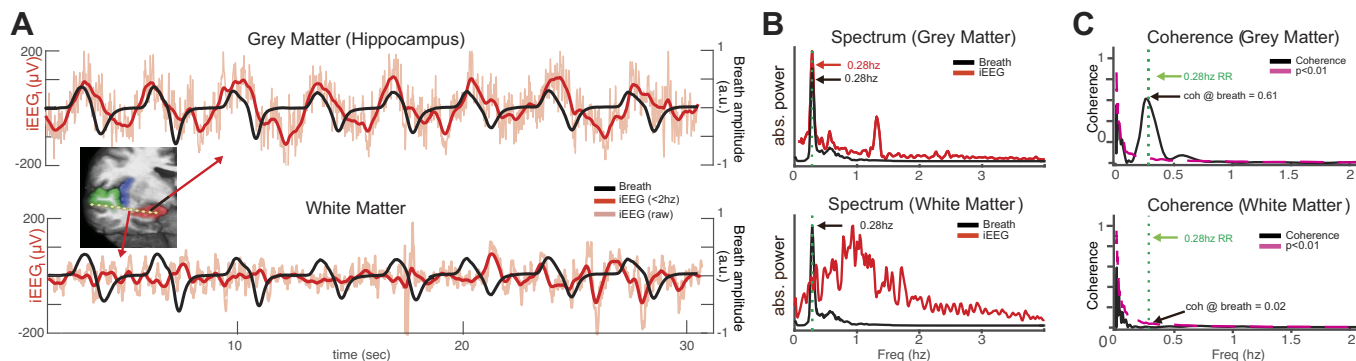 A
Grey Matter (Hippocampus)
200
iEEG (µV)
-200
1
Breath amplitude
(a.u.)
-1
Breath
iEEG (<2hz)
iEEG (raw)
White Matter
200
iEEG (µV)
-200
1
Breath amplitude
(a.u.)
-1
10
20
30
time (sec)
B
Spectrum (Grey Matter)
abs. power
0.28hz
0.28hz
Breath
iEEG
0
1
2
3
Spectrum (White Matter)
abs. power
0.28hz
Breath
iEEG
0
1
2
3
Freq (hz)
C
Coherence (Grey Matter)
1
Coherence
0
0.28hz RR
Coherence
p<0.01
coh @ breath = 0.61
0
0.5
1
1.5
2
Coherence (White Matter)
1
Coherence
0
0.28hz RR
Coherence
p<0.01
coh @ breath = 0.02
0
0.5
1
1.5
2
Freq (hz)